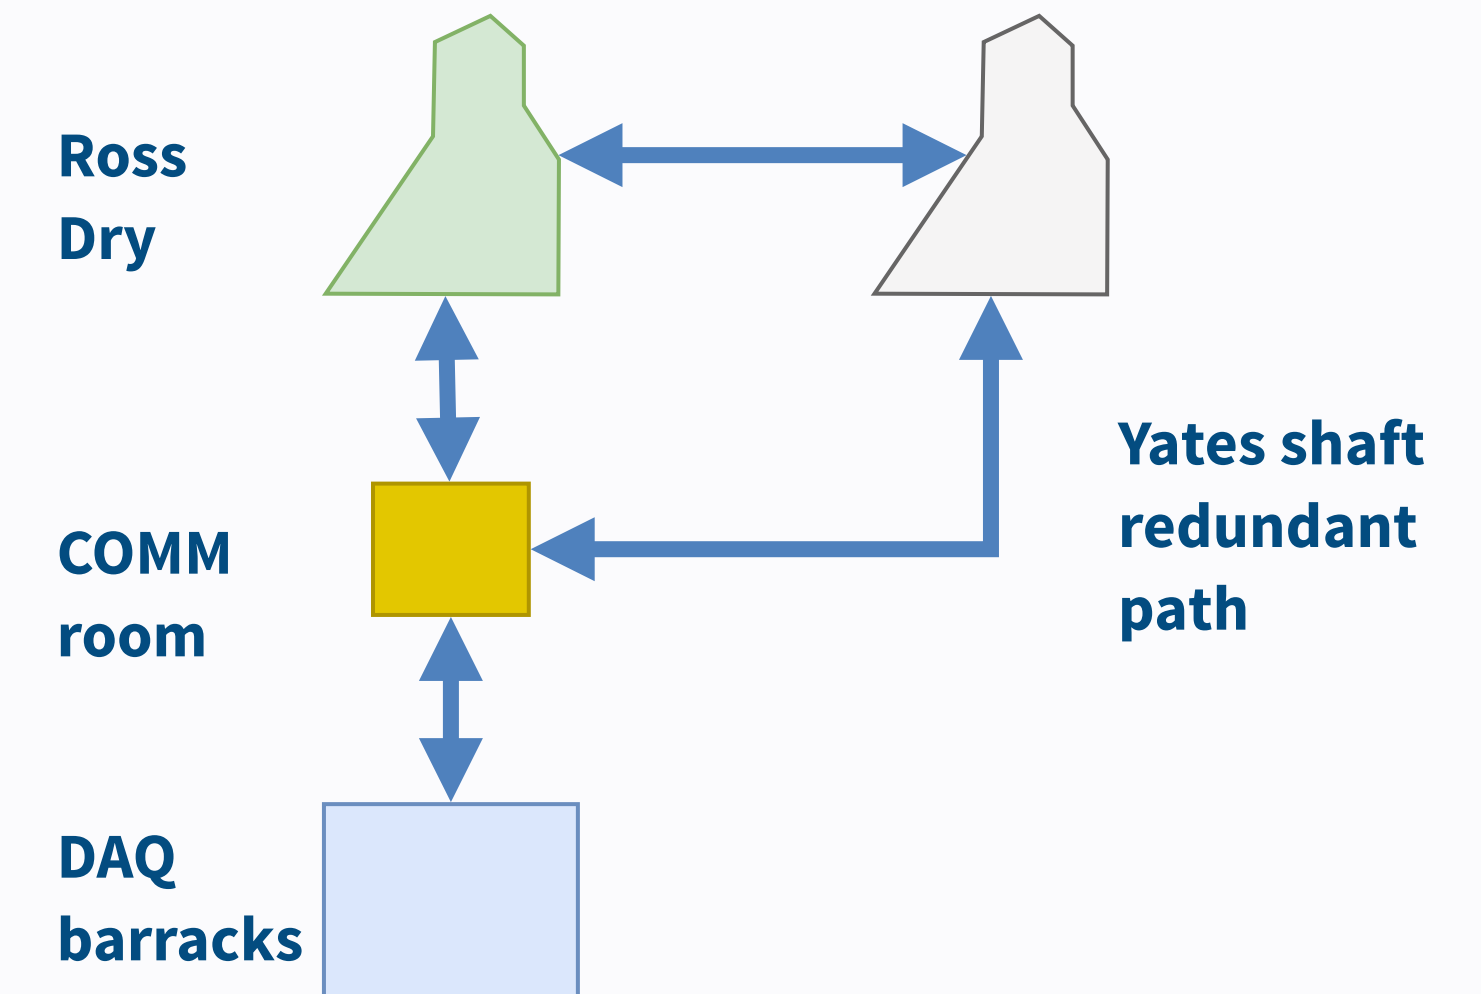 Ross
Dry
Yates shaft
redundant
path
COMM
room
DAQ
barracks